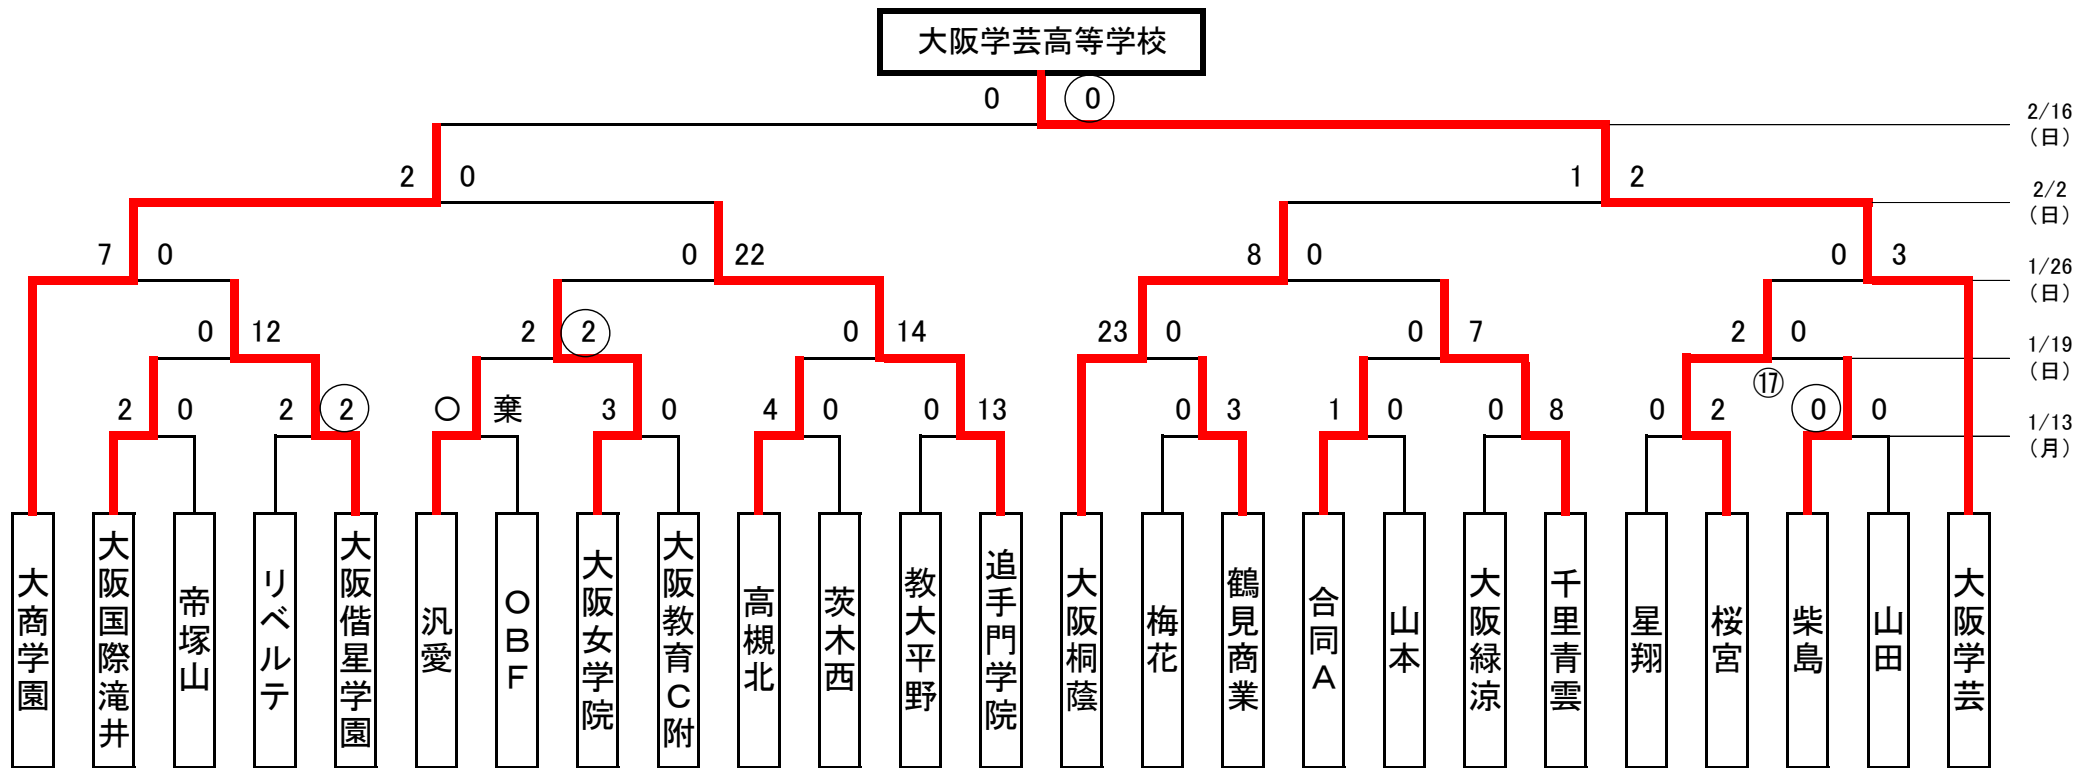 大阪学芸高等学校
0 0
2/16
(日)
2 0 1 2
2/2
(日)
7 0 0 22 8 0 0 3
1/26
(日)
0 12 2 2 0 14 23 0 0 7 2 0
1/19
(日)
⑰
2 0 2 2 〇 棄 3 0 4 0 0 13 0 3 1 0 0 8 0 2 0 0
1/13
(月)
大商学園
大阪国際滝井
帝塚山
リベルテ
大阪偕星学園
汎愛
OBF
大阪女学院
大阪教育C附
高槻北
茨木西
教大平野
追手門学院
大阪桐蔭
梅花
鶴見商業
合同A
山本
大阪緑涼
千里青雲
星翔
桜宮
柴島
山田
大阪学芸